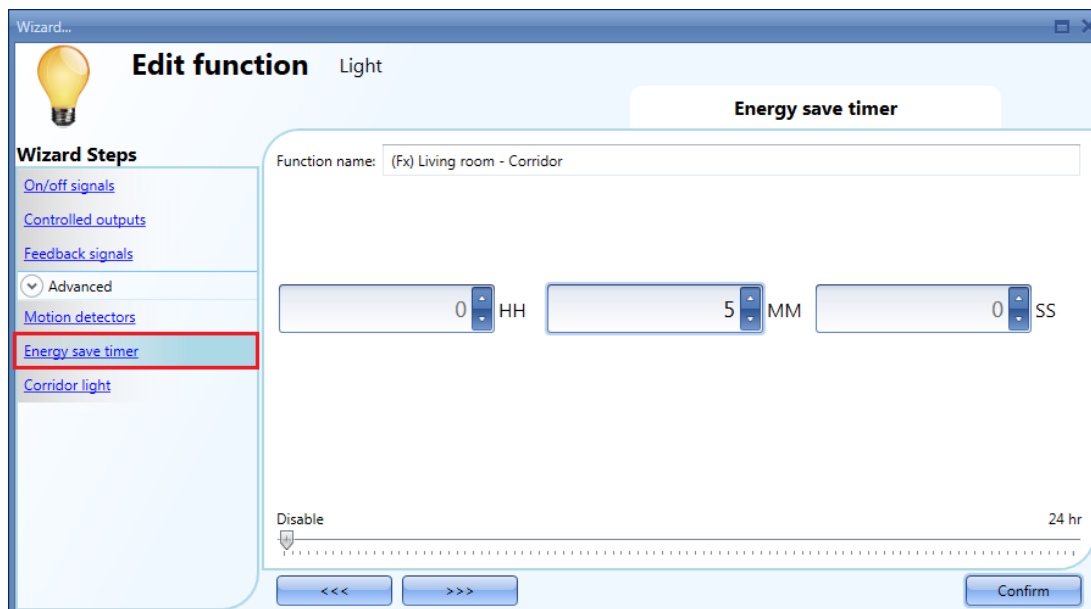 Wizard...
Edit function Light
Energy save timer
Wizard Steps
On/off signals
Controlled outputs
Feedback signals
Advanced
Motion detectors
Energy save timer
Corridor light
Function name: (Fx) Living room - Corridor
0 HH 5 MM 0 SS
Disable 24 hr
<<< >>> Confirm